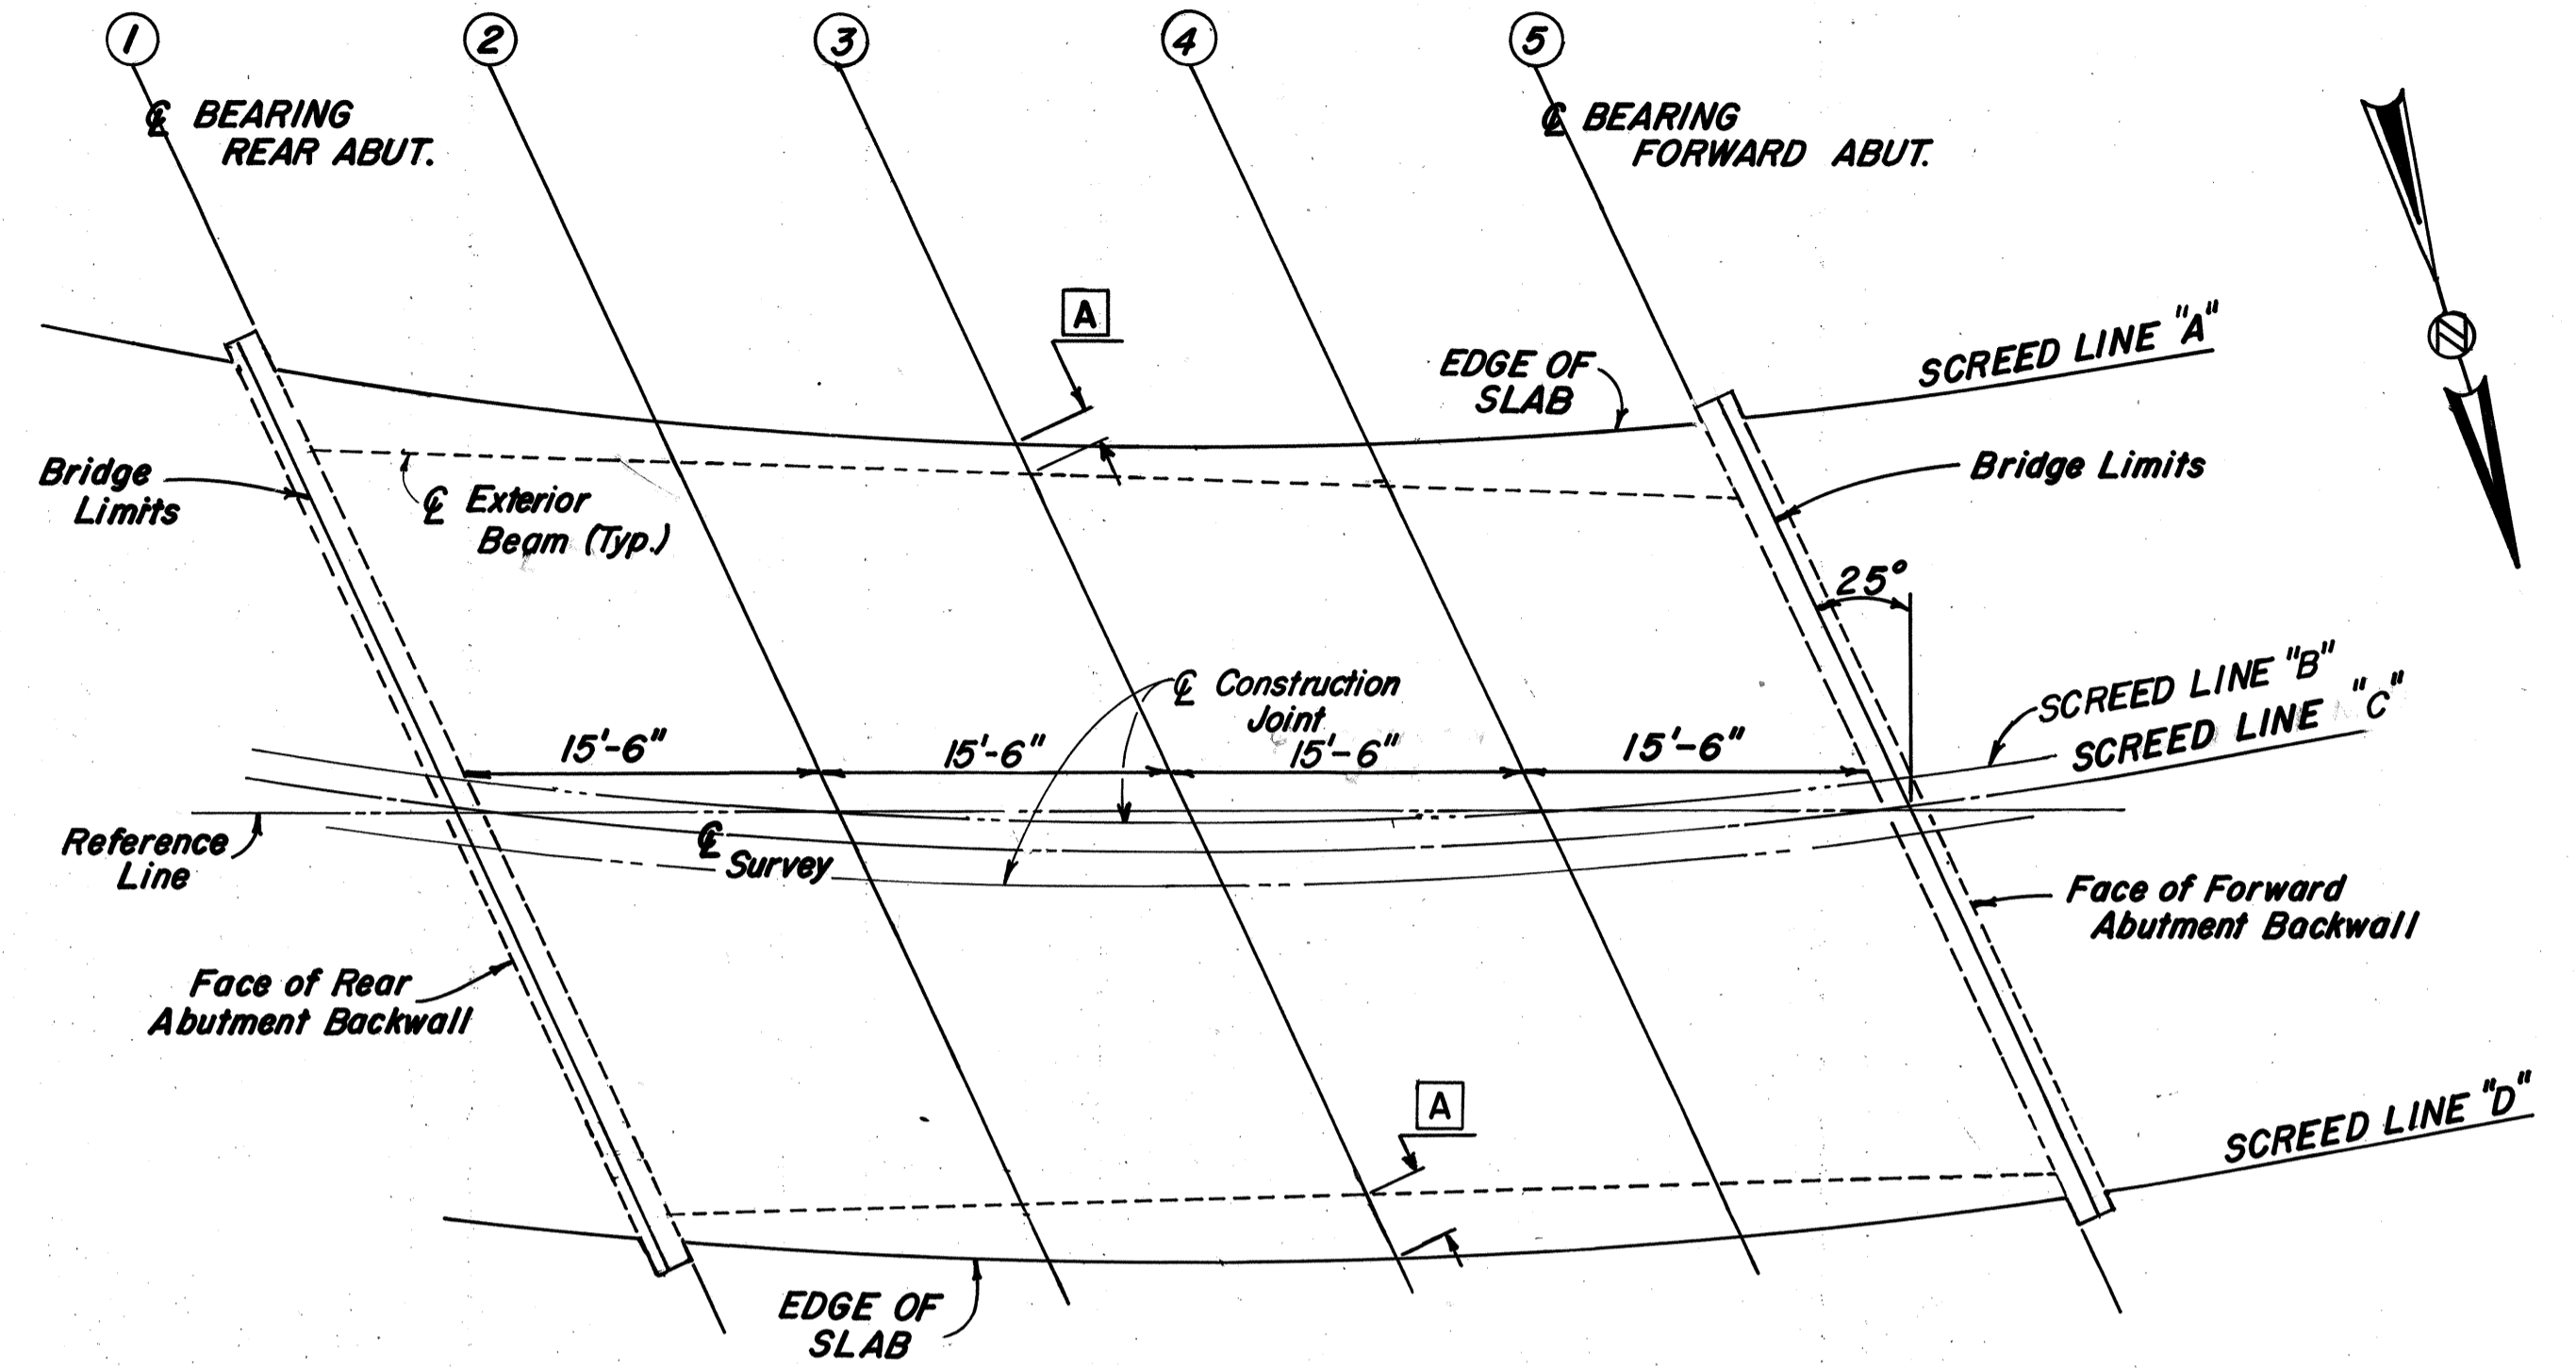 1
2
3
4
5
℄ BEARING
REAR ABUT.
℄ BEARING
FORWARD ABUT.
A
EDGE OF
SLAB
SCREED LINE "A"
N
Bridge
Limits
℄ Exterior
Beam (Typ.)
Bridge Limits
25°
℄ Construction
Joint
SCREED LINE "B"
SCREED LINE "C"
15'-6"
15'-6"
15'-6"
15'-6"
Reference
Line
℄
Survey
Face of Forward
Abutment Backwall
Face of Rear
Abutment Backwall
A
SCREED LINE "D"
EDGE OF
SLAB